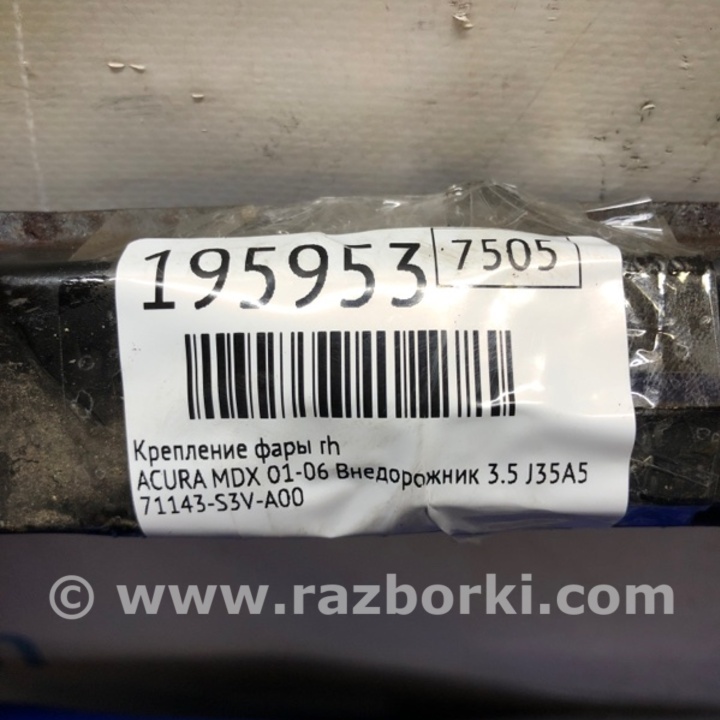 195953 7505
Крепление фары rh
ACURA MDX 01-06 Внедорожник 3.5 J35A5
71143-S3V-A00
© www.razborki.com